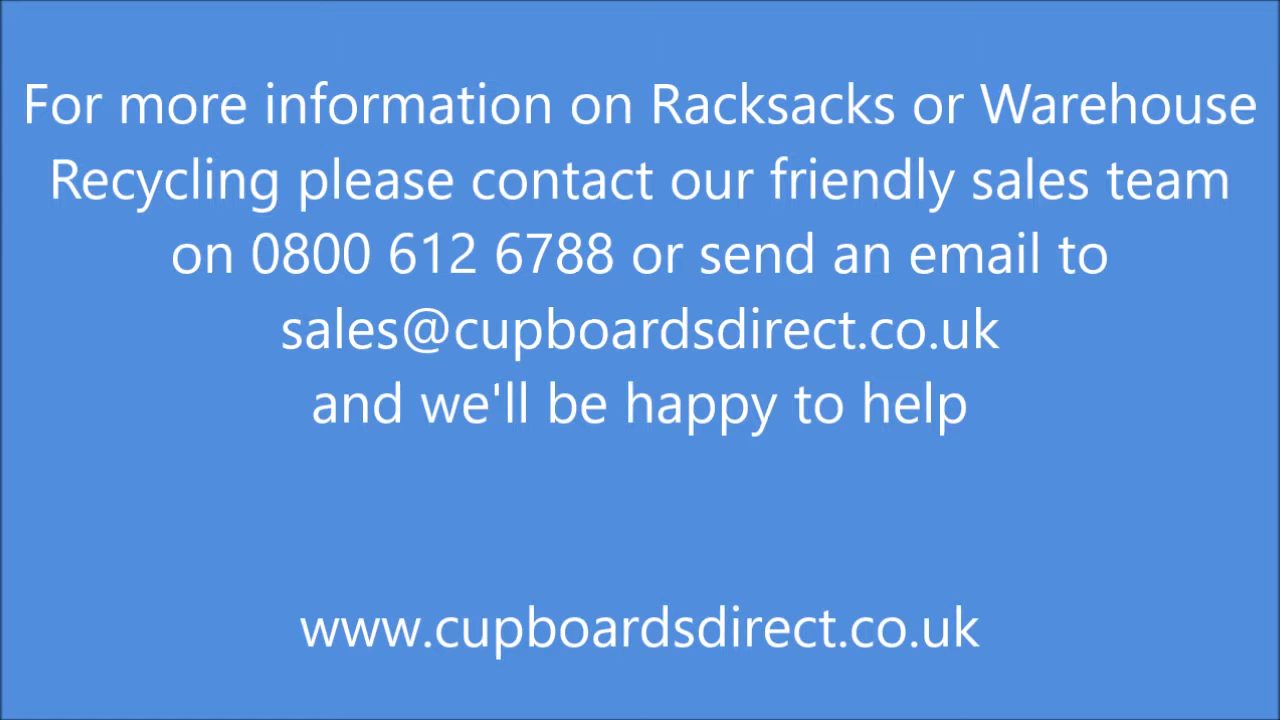 For more information on Racksacks or Warehouse
Recycling please contact our friendly sales team
on 0800 612 6788 or send an email to
sales@cupboardsdirect.co.uk
and we'll be happy to help
www.cupboardsdirect.co.uk